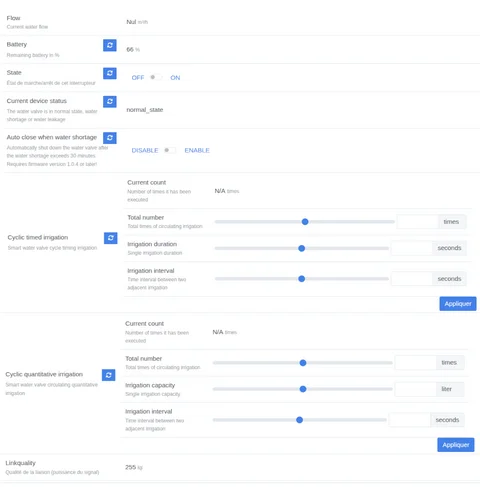 Flow
Current water flow
Nul m³/h
Battery
Remaining battery in %
66 %
State
État de marche/arrêt de cet interrupteur
OFF ON
Current device status
The water valve is in normal state, water
shortage or water leakage
normal_state
Auto close when water shortage
Automatically shut down the water valve after
the water shortage exceeds 30 minutes.
Requires firmware version 1.0.4 or later!
DISABLE ENABLE
Cyclic timed irrigation
Smart water valve cycle timing irrigation
Current count
Number of times it has been
executed
N/A times
Total number
Total times of circulating irrigation
times
Irrigation duration
Single irrigation duration
seconds
Irrigation interval
Time interval between two
adjacent irrigation
seconds
Appliquer
Cyclic quantitative irrigation
Smart water valve circulating quantitative
irrigation
Current count
Number of times it has been
executed
N/A times
Total number
Total times of circulating irrigation
times
Irrigation capacity
Single irrigation capacity
liter
Irrigation interval
Time interval between two
adjacent irrigation
seconds
Appliquer
Linkquality
Qualité de la liaison (puissance du signal)
255 lqi